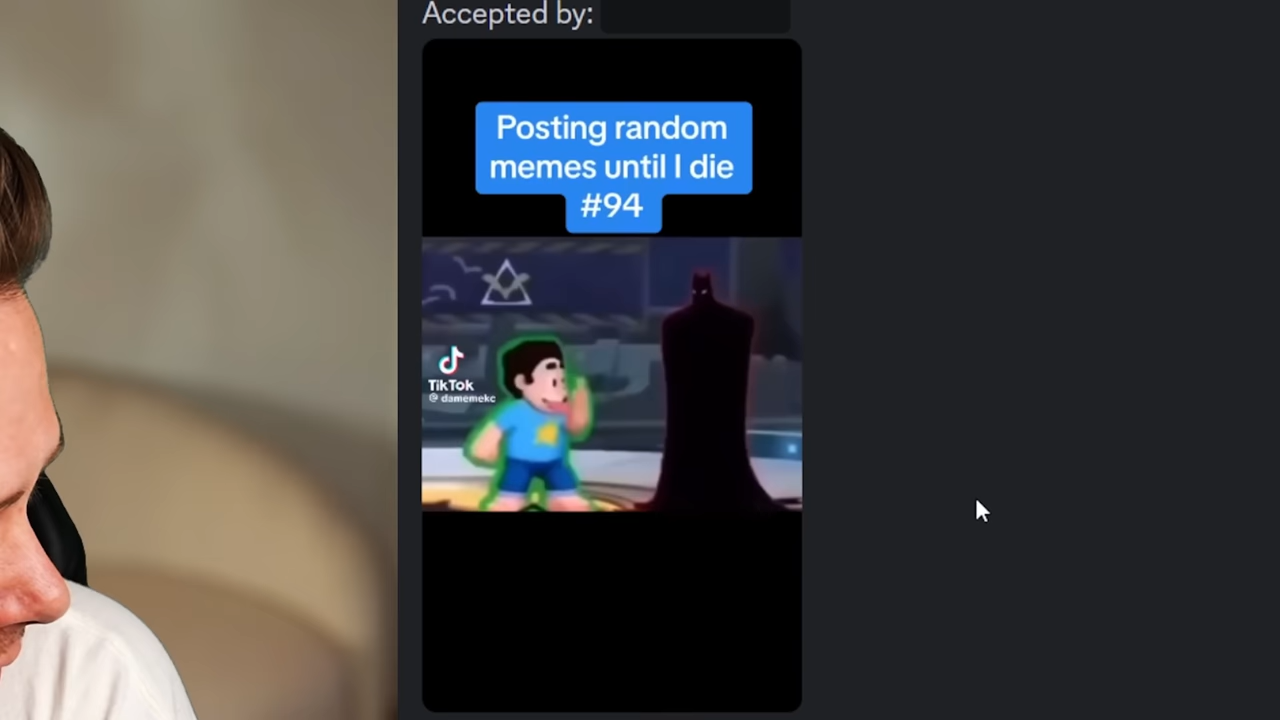 Accepted by:
Posting random
memes until I die
#94
TikTok
@ damemekc